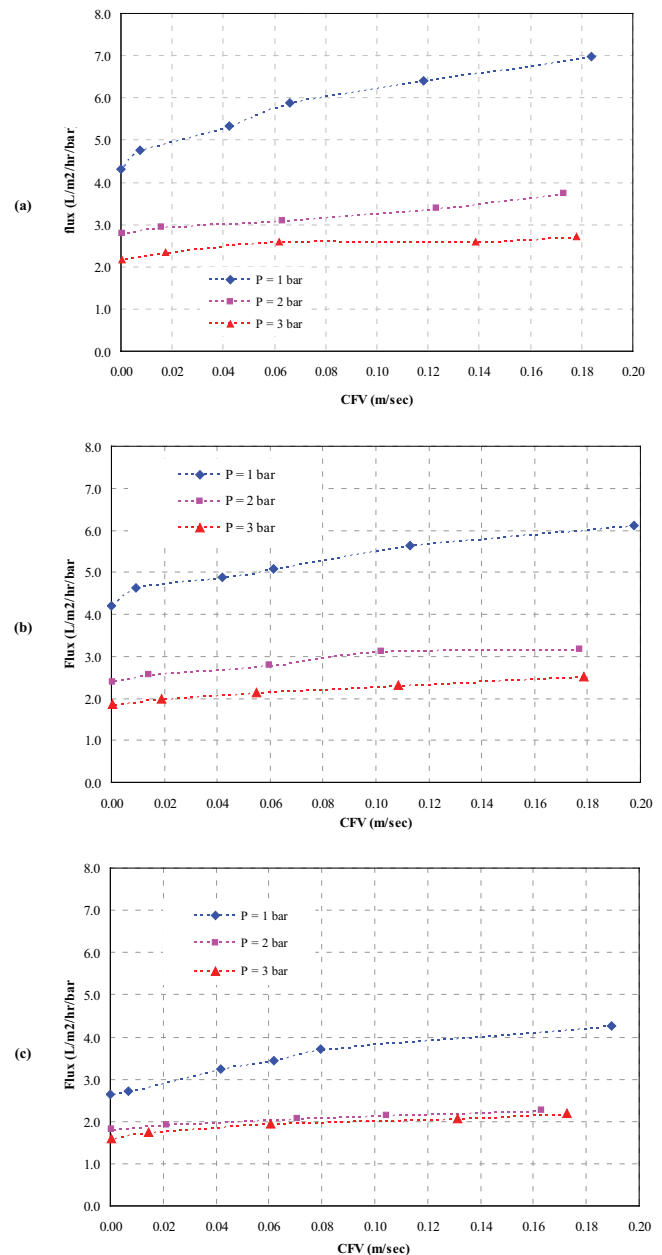 8.0
7.0
6.0
5.0
4.0
3.0
2.0
1.0
0.0
flux (L/m2/hr/bar)
(a)
P = 1 bar
P = 2 bar
P = 3 bar
0.00 0.02 0.04 0.06 0.08 0.10 0.12 0.14 0.16 0.18 0.20
CFV (m/sec)
8.0
7.0
6.0
5.0
4.0
3.0
2.0
1.0
0.0
Flux (L/m2/hr/bar)
(b)
P = 1 bar
P = 2 bar
P = 3 bar
0.00 0.02 0.04 0.06 0.08 0.10 0.12 0.14 0.16 0.18 0.20
CFV (m/sec)
8.0
7.0
6.0
5.0
4.0
3.0
2.0
1.0
0.0
Flux (L/m2/hr/bar)
(c)
P = 1 bar
P = 2 bar
P = 3 bar
0.00 0.02 0.04 0.06 0.08 0.10 0.12 0.14 0.16 0.18 0.20
CFV (m/sec)